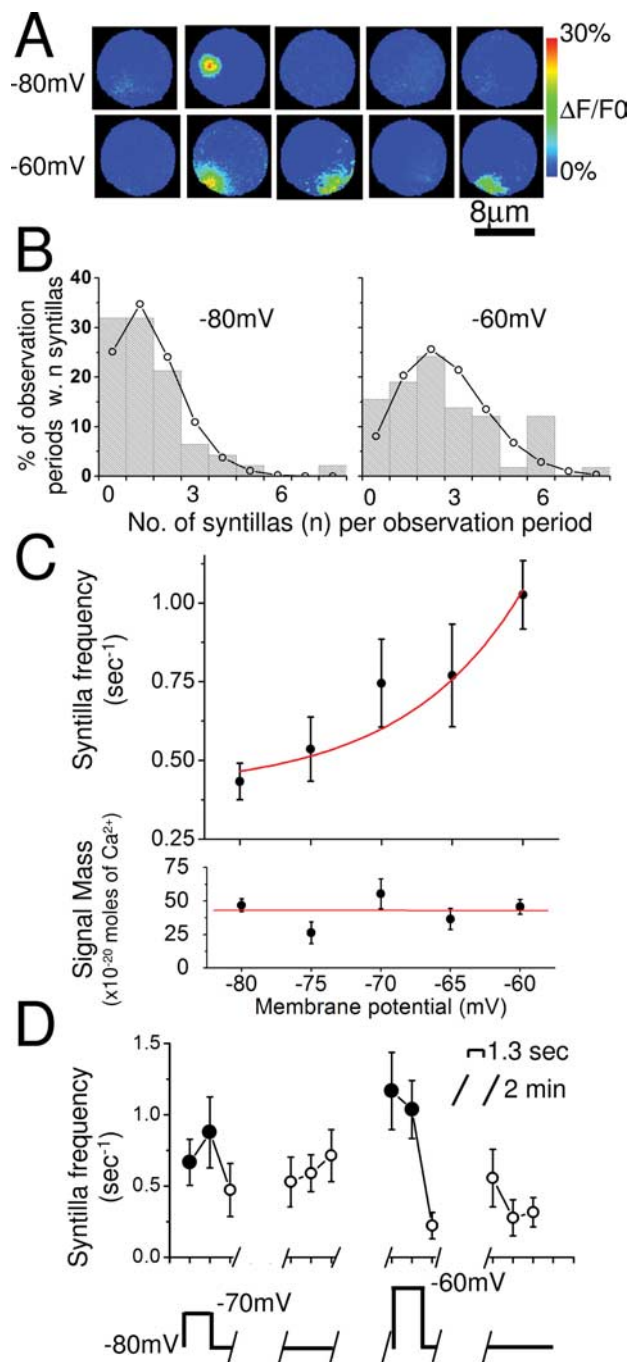 A
-80mV
-60mV
30%
ΔF/F0
0%
8μm
B
% of observation
periods w. n syntillas
40
30
20
10
0
-80mV
-60mV
0 3 6 0 3 6
No. of syntillas (n) per observation period
C
Syntilla frequency
(sec⁻¹)
1.00
0.75
0.50
0.25
Signal Mass
(x10⁻²⁰ moles of Ca²⁺)
75
50
25
0
-80 -75 -70 -65 -60
Membrane potential (mV)
D
Syntilla frequency
(sec⁻¹)
1.5
1.0
0.5
0.0
1.3 sec
2 min
-70mV
-60mV
-80mV